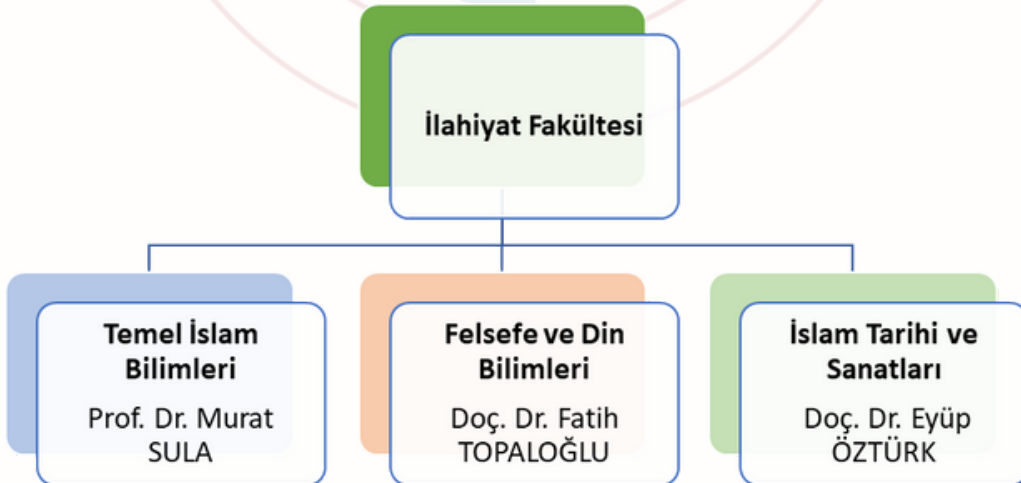 İlahiyat Fakültesi
Temel İslam
Bilimleri
Prof. Dr. Murat
SULA
Felsefe ve Din
Bilimleri
Doç. Dr. Fatih
TOPALOĞLU
İslam Tarihi ve
Sanatları
Doç. Dr. Eyüp
ÖZTÜRK